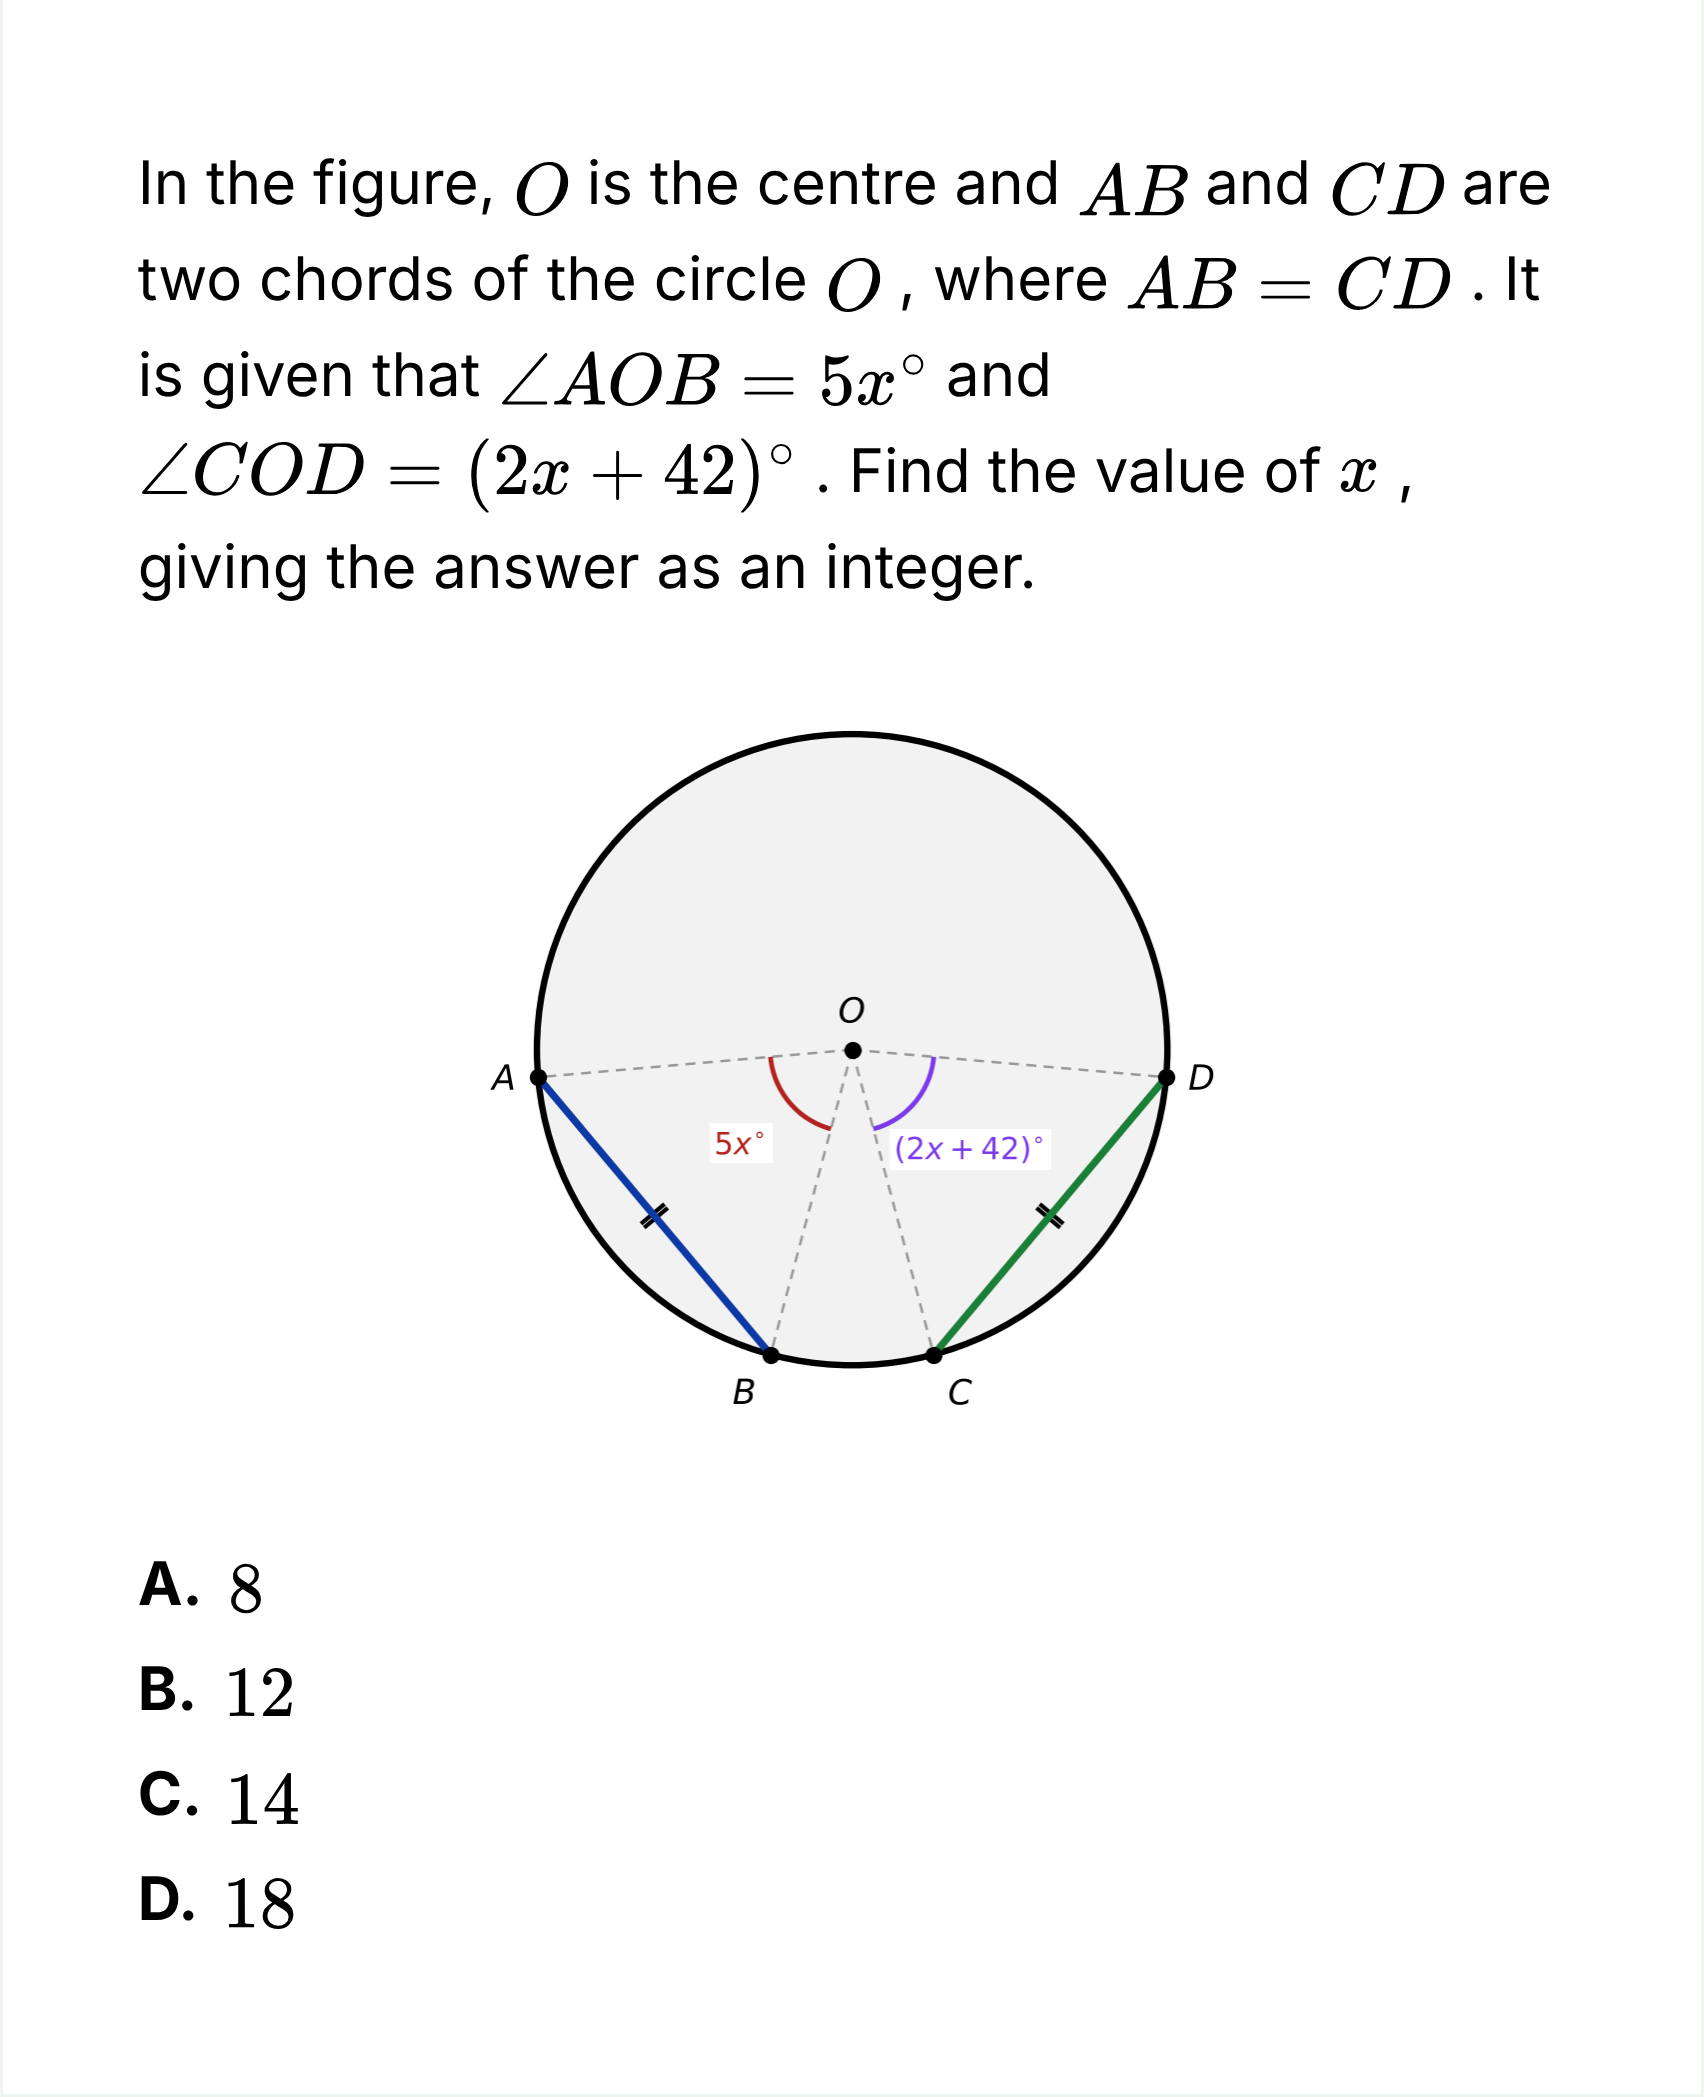 In the figure, O is the centre and AB and CD are
two chords of the circle O , where AB = CD . It
is given that ∠AOB = 5x° and
∠COD = (2x + 42)° . Find the value of x ,
giving the answer as an integer.
O
A
D
5x°
(2x + 42)°
B
C
A. 8
B. 12
C. 14
D. 18